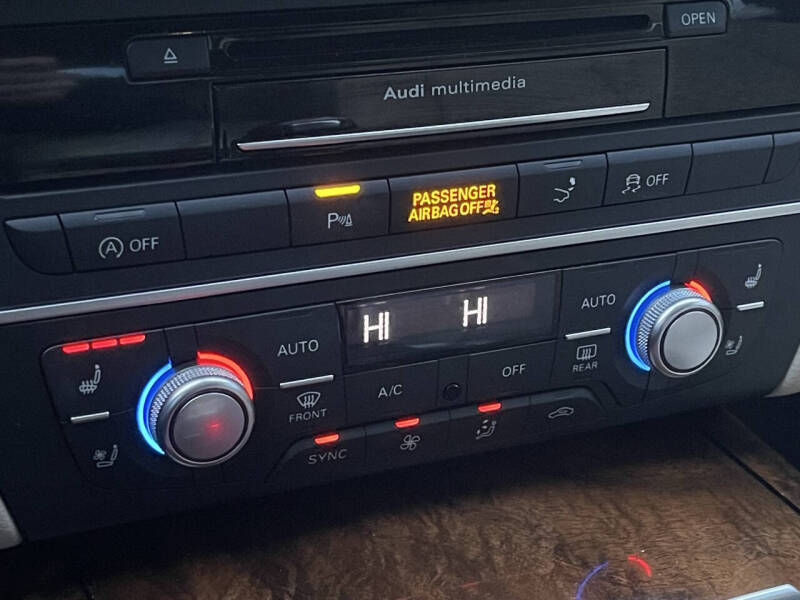 OPEN
Audi multimedia
A OFF
P
PASSENGER
AIRBAG OFF
OFF
AUTO
HI
HI
AUTO
FRONT
A/C
OFF
REAR
SYNC